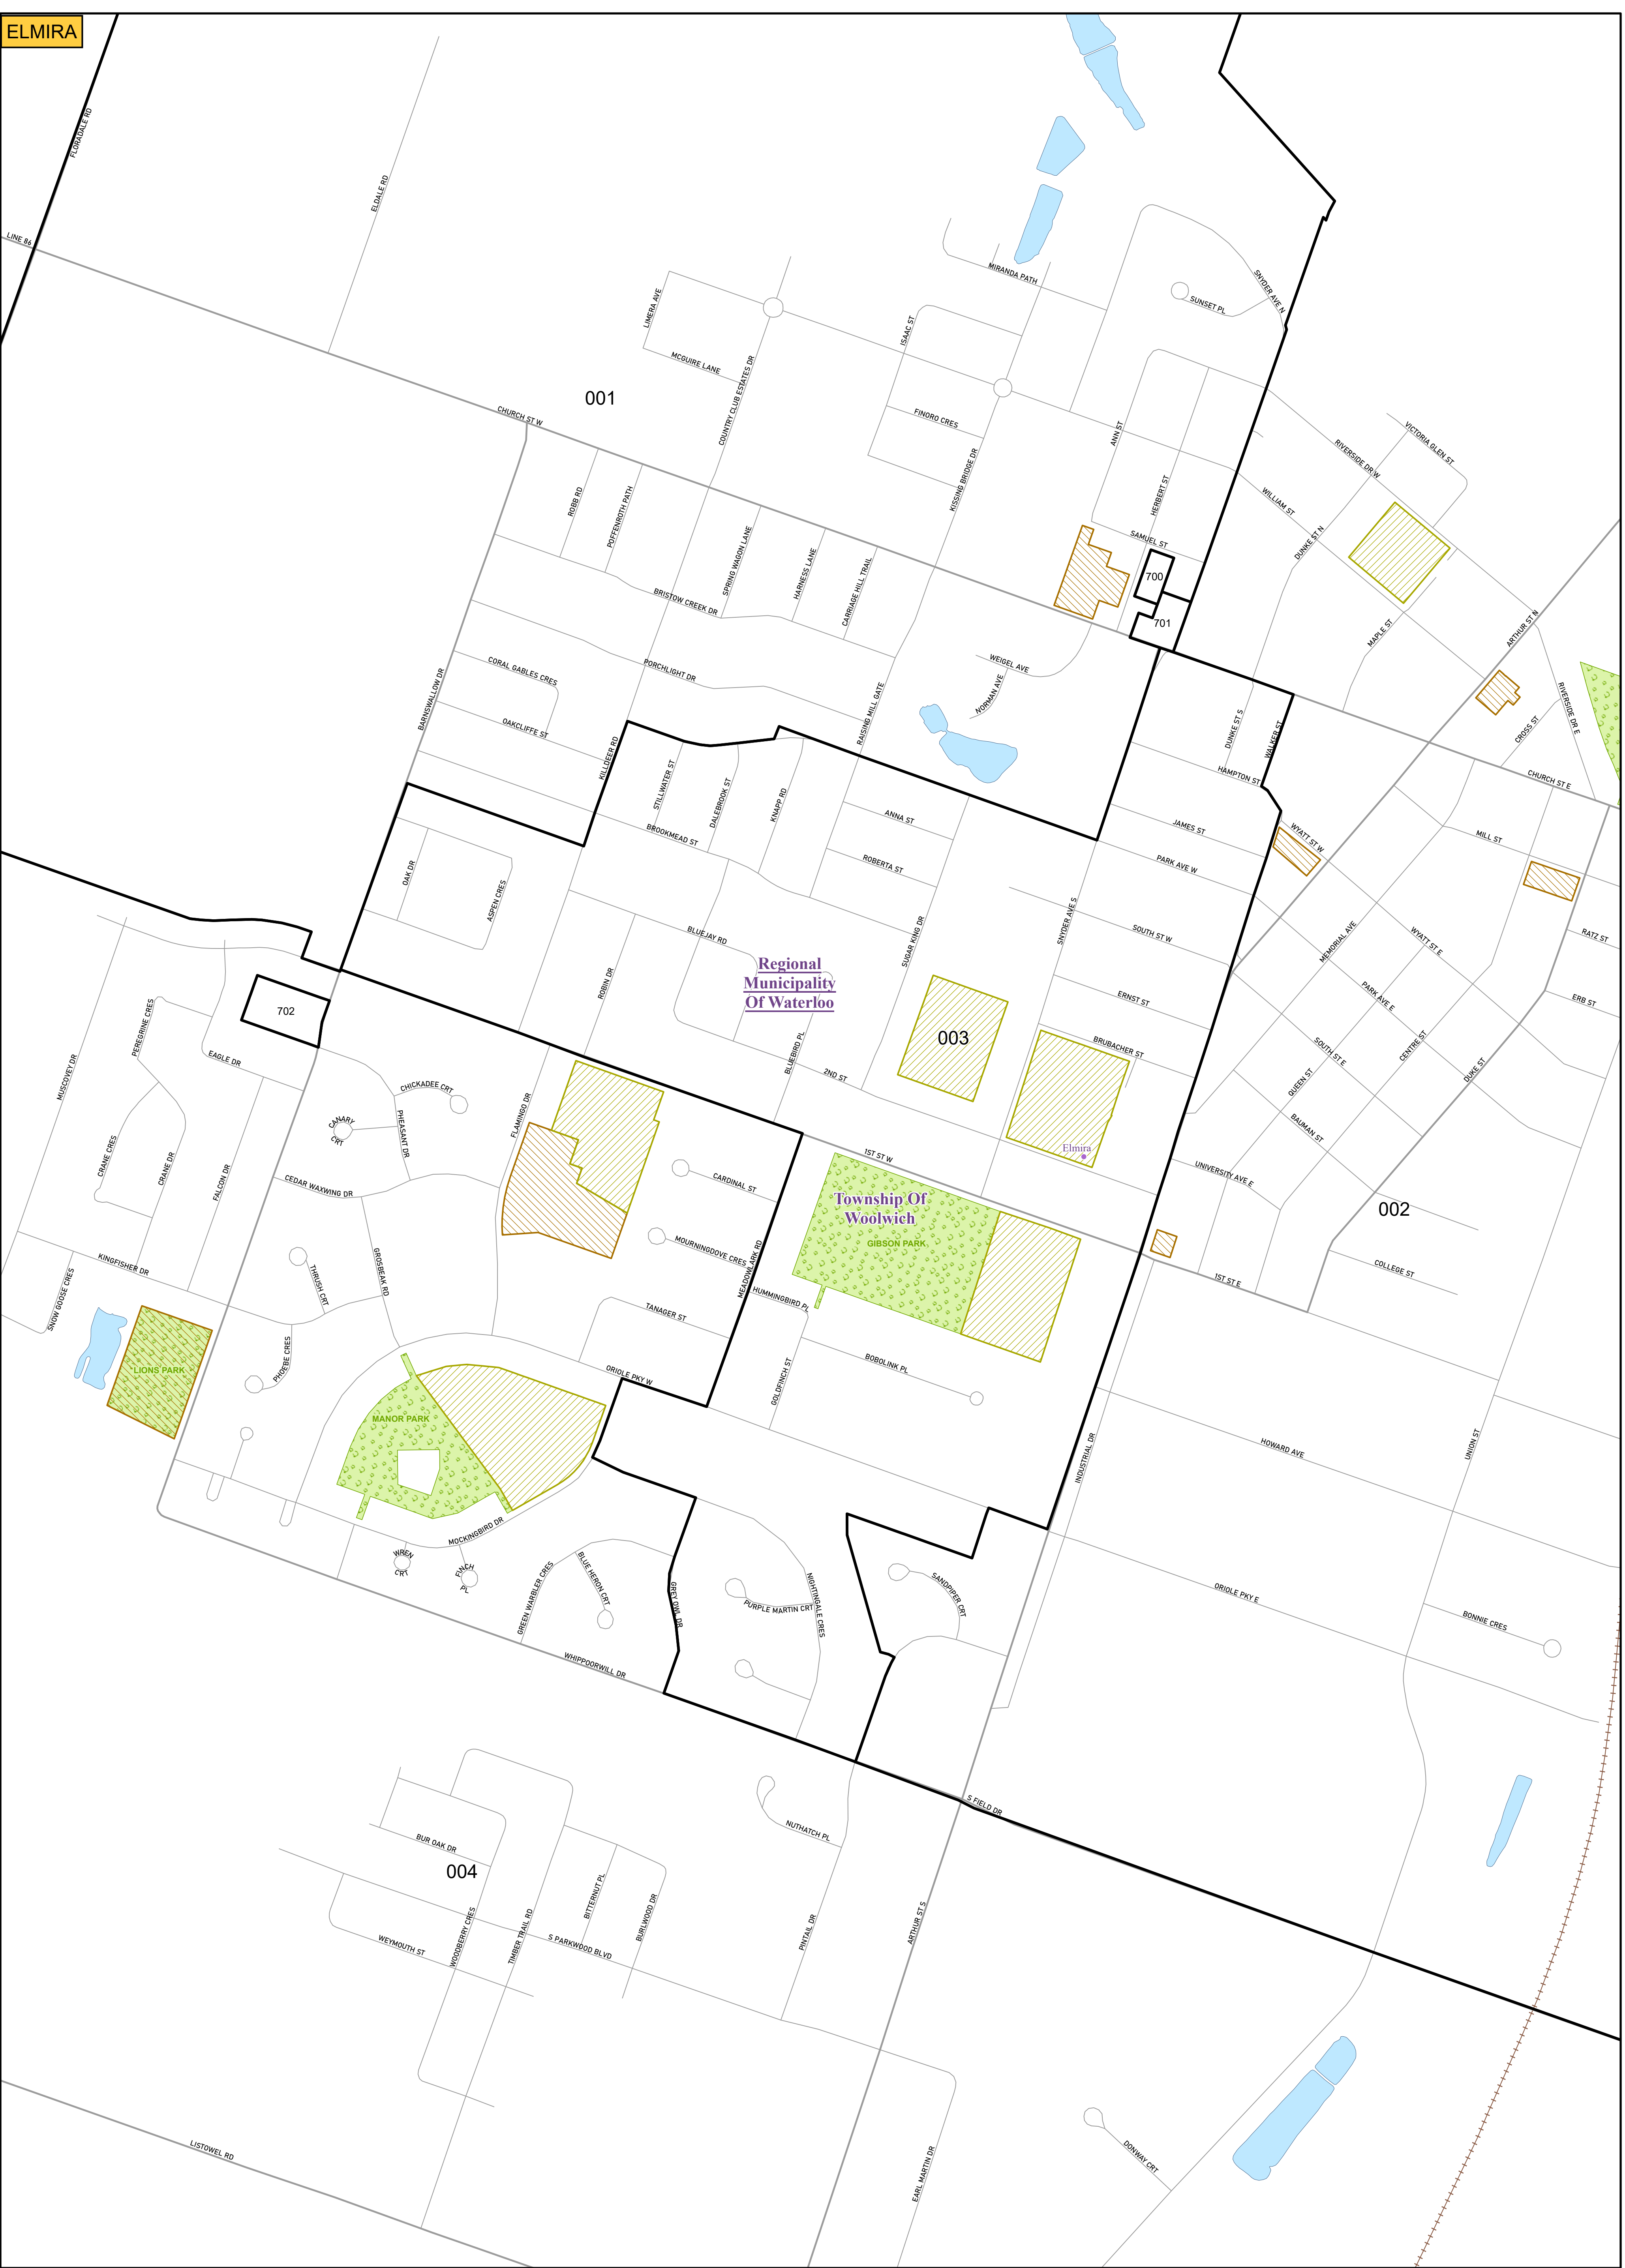 ELMIRA
FLORADALE RD
ELDALE RD
LINE 86
MIRANDA PATH
SNYDER AVE N
SUNSET PL
LIMERA AVE
ISAAC ST
MCGUIRE LANE
COUNTRY CLUB ESTATES DR
001
CHURCH ST W
FINORO CRES
ANN ST
VICTORIA GLEN ST
RIVERSIDE DR W
KISSING BRIDGE DR
HERBERT ST
WILLIAM ST
ROBB RD
POFFENROTH PATH
SPRING WAGON LANE
HARNESS LANE
CARRIAGE HILL TRAIL
SAMUEL ST
DUNKE ST N
700
BRISTOW CREEK DR
701
MAPLE ST
ARTHUR ST N
CORAL GABLES CRES
PORCHLIGHT DR
WEIGEL AVE
NORMAN AVE
RIVERSIDE DR E
BARNSWALLOW DR
OAKCLIFFE ST
KILLDEER RD
RAISING MILL GATE
DUNKE ST S
WALKER ST
CROSS ST
HAMPTON ST
CHURCH ST E
STILLWATER ST
DALEBROOK ST
KNAPP RD
BROOKMEAD ST
ANNA ST
JAMES ST
WYATT ST W
MILL ST
ROBERTA ST
PARK AVE W
OAK DR
ASPEN CRES
BLUEJAY RD
SUGAR KING DR
SNYDER AVE S
SOUTH ST W
MEMORIAL AVE
WYATT ST E
RATZ ST
Regional
Municipality
Of Waterloo
ROBIN DR
ERNST ST
PARK AVE E
ERB ST
702
PEREGRINE CRES
EAGLE DR
MUSCOVEY DR
BLUEBIRD PL
2ND ST
003
BRUBACHER ST
SOUTH ST E
CENTRE ST
QUEEN ST
DUKE ST
CHICKADEE CRT
CANARY
CRT
PHEASANT DR
FLAMINGO DR
BAUMAN ST
CRANE CRES
CRANE DR
FALCON DR
CEDAR WAXWING DR
CARDINAL ST
1ST ST W
Elmira
UNIVERSITY AVE E
Township Of
Woolwich
002
GIBSON PARK
KINGFISHER DR
SNOW GOOSE CRES
THRUSH CRT
GROSBEAK RD
MOURNINGDOVE CRES
MEADOWLARK RD
HUMMINGBIRD PL
1ST ST E
COLLEGE ST
TANAGER ST
LIONS PARK
PHOEBE CRES
ORIOLE PKY W
GOLDFINCH ST
BOBOLINK PL
MANOR PARK
INDUSTRIAL DR
HOWARD AVE
UNION ST
MOCKINGBIRD DR
WREN
CRT
FINCH
PL
GREEN WARBLER CRES
BLUE HERON CRT
GREY OWL DR
PURPLE MARTIN CRT
NIGHTINGALE CRES
SANDPIPER CRT
ORIOLE PKY E
BONNIE CRES
WHIPPOORWILL DR
S FIELD DR
NUTHATCH PL
BUR OAK DR
004
BITTERNUT PL
BURLWOOD DR
WOODBERRY CRES
TIMBER TRAIL RD
WEYMOUTH ST
S PARKWOOD BLVD
PINTAIL DR
ARTHUR ST S
LISTOWEL RD
EARL MARTIN DR
DONWAY CRT